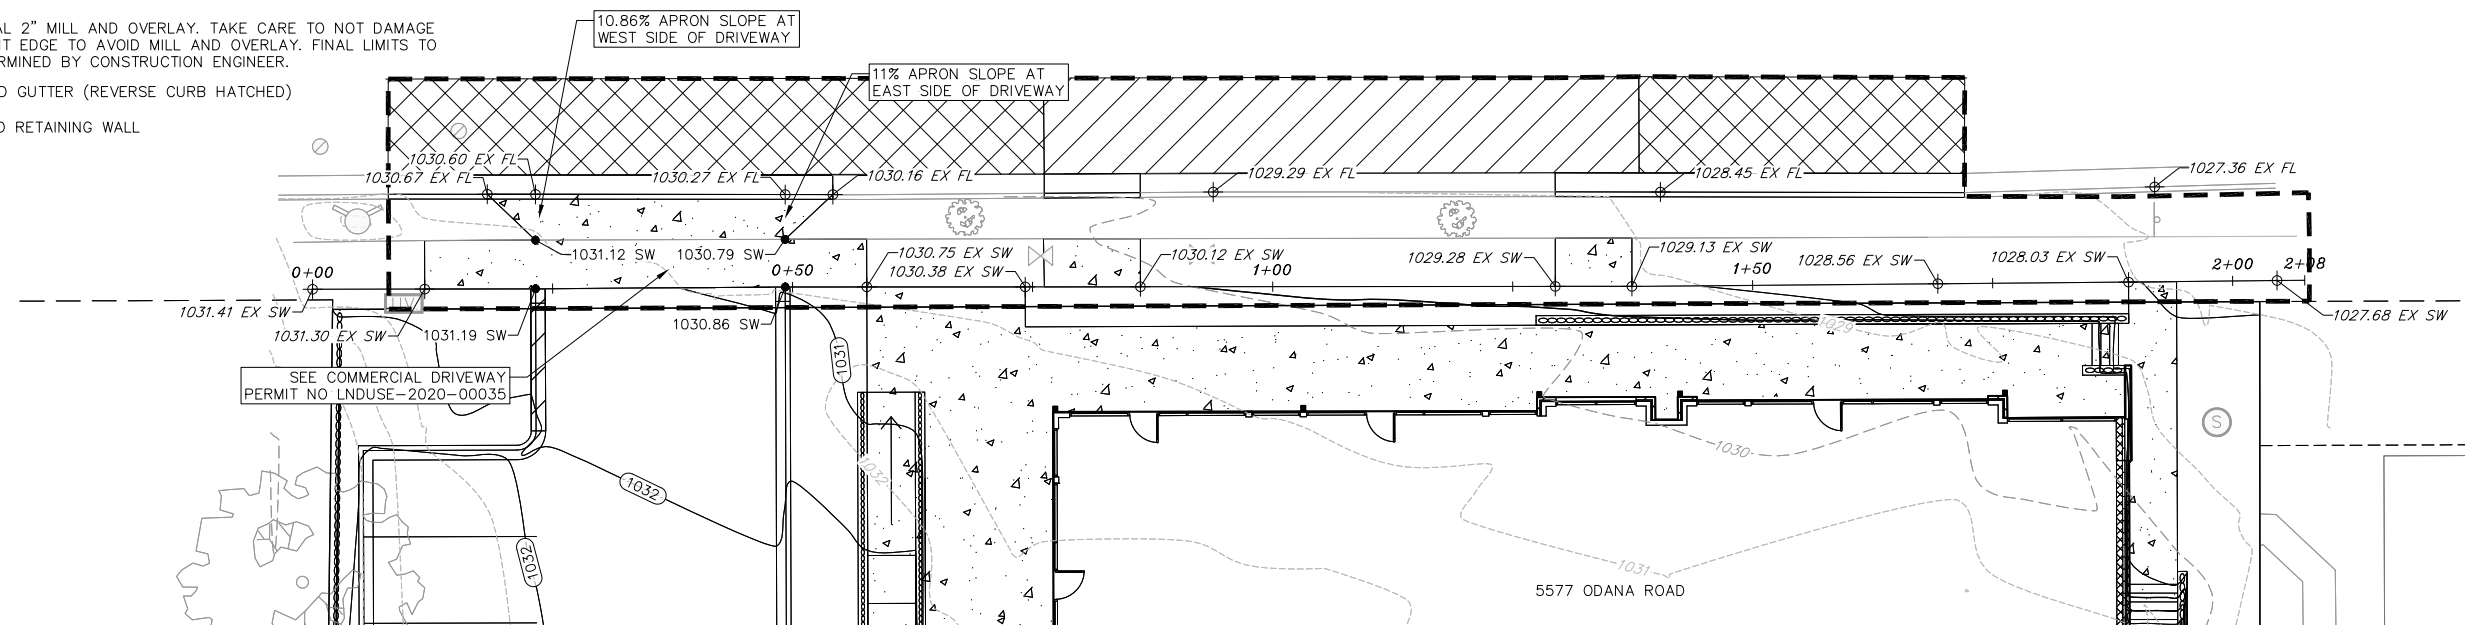 AL 2" MILL AND OVERLAY. TAKE CARE TO NOT DAMAGE
IT EDGE TO AVOID MILL AND OVERLAY. FINAL LIMITS TO
RMINED BY CONSTRUCTION ENGINEER.
D GUTTER (REVERSE CURB HATCHED)
D RETAINING WALL
10.86% APRON SLOPE AT
WEST SIDE OF DRIVEWAY
11% APRON SLOPE AT
EAST SIDE OF DRIVEWAY
1030.60 EX FL
1030.67 EX FL
1030.27 EX FL
1030.16 EX FL
1029.29 EX FL
1028.45 EX FL
1027.36 EX FL
1031.12 SW
1030.79 SW
1030.75 EX SW
1030.38 EX SW
1030.12 EX SW
1029.28 EX SW
1029.13 EX SW
1028.56 EX SW
1028.03 EX SW
0+00
0+50
1+00
1+50
2+00
2+08
1031.41 EX SW
1031.30 EX SW
1031.19 SW
1030.86 SW
1027.68 EX SW
SEE COMMERCIAL DRIVEWAY
PERMIT NO LNDUSE-2020-00035
1031
1029
1032
1030
1032
1032
1031
S
5577 ODANA ROAD